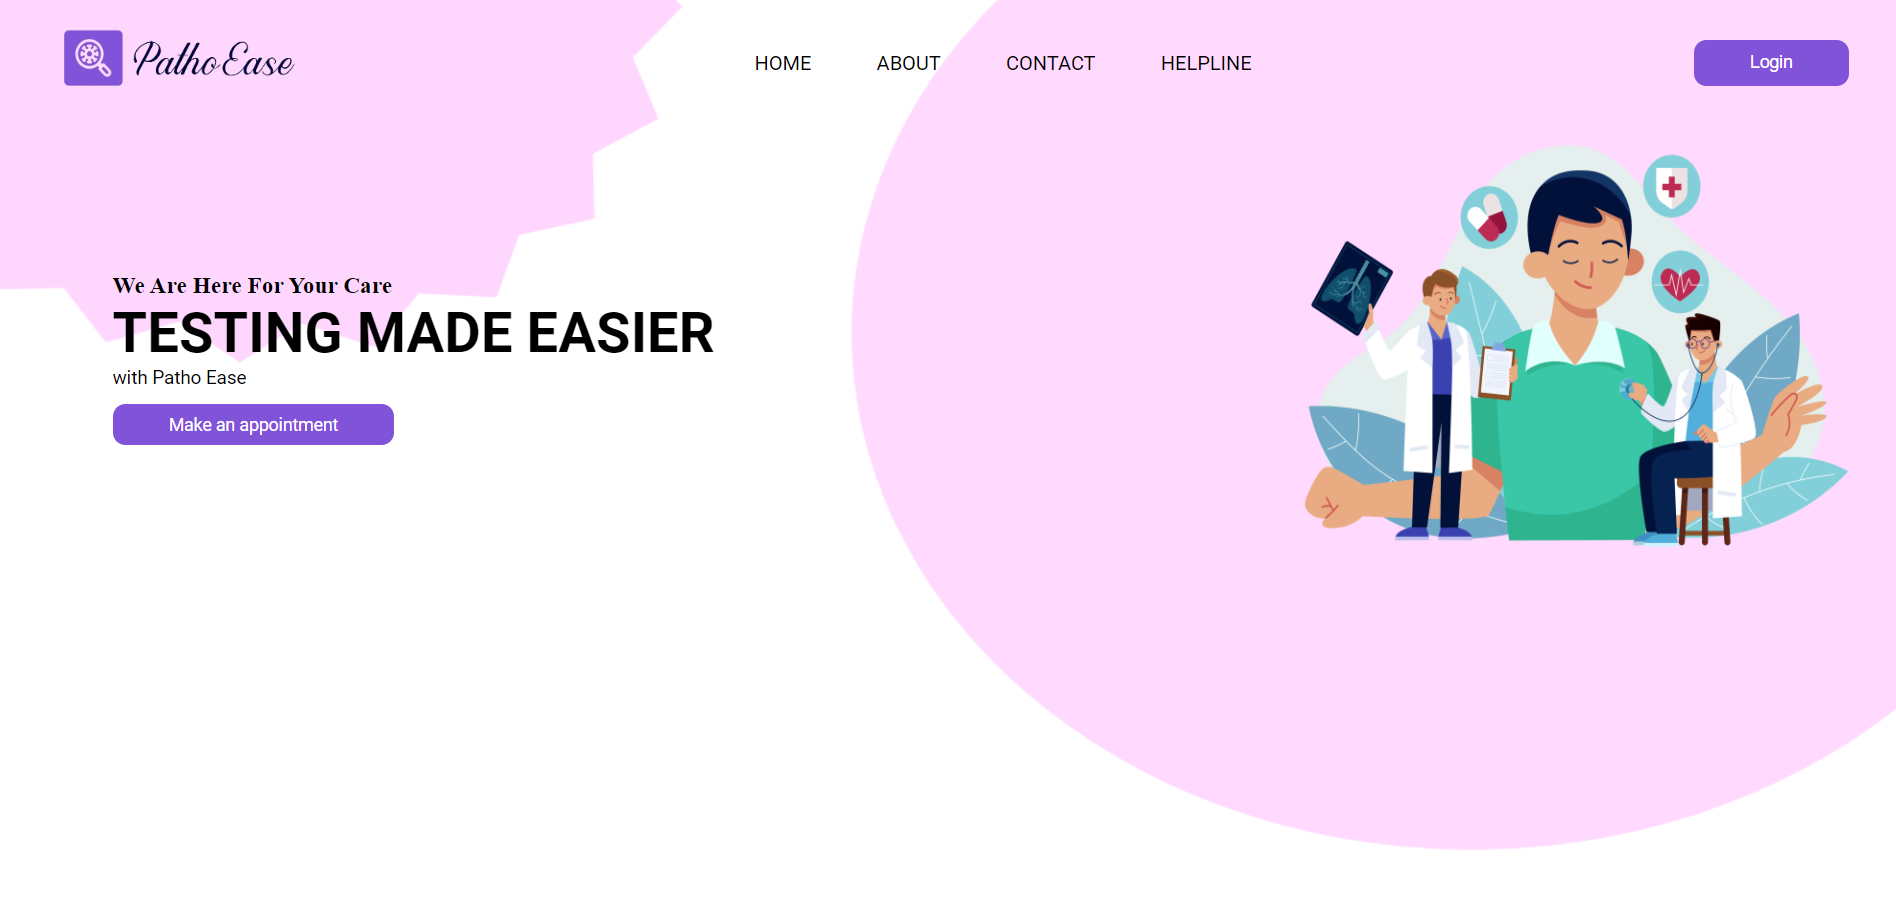 Patho Ease
HOME ABOUT CONTACT HELPLINE
Login
We Are Here For Your Care
TESTING MADE EASIER
with Patho Ease
Make an appointment